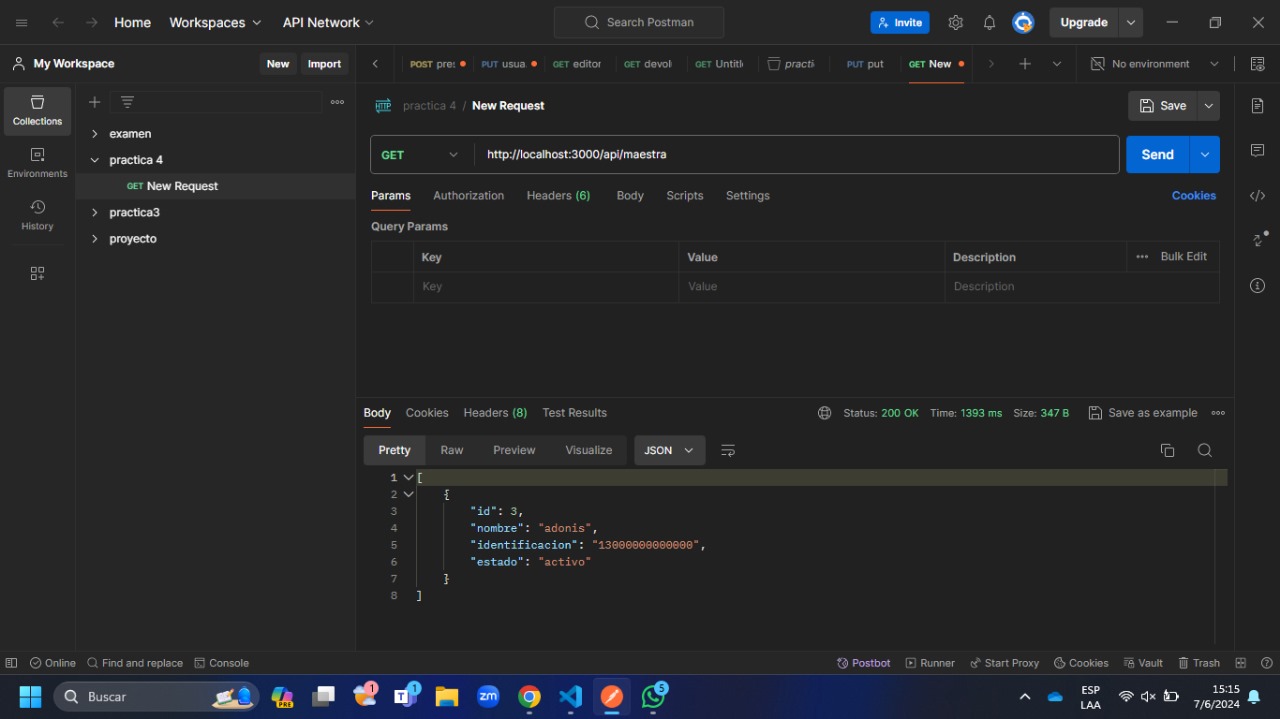 Home Workspaces API Network Search Postman Invite Upgrade
My Workspace New Import POST pre: PUT usua. GET editor GET devol GET Untitle practi PUT put GET New No environment
practica 4 / New Request Save
Collections
examen
practica 4
GET New Request
practica3
proyecto
Environments
History
GET http://localhost:3000/api/maestra Send
Params Authorization Headers (6) Body Scripts Settings Cookies
Query Params
Key Value Description Bulk Edit
Key Value Description
Body Cookies Headers (8) Test Results Status: 200 OK Time: 1393 ms Size: 347 B Save as example
Pretty Raw Preview Visualize JSON
1 [
2 {
3 "id": 3,
4 "nombre": "adonis",
5 "identificacion": "13000000000000",
6 "estado": "activo"
7 }
8 ]
Online Find and replace Console Postbot Runner Start Proxy Cookies Vault Trash
Buscar PRE 1 1 zm 5 ESP 15:15
LAA 7/6/2024